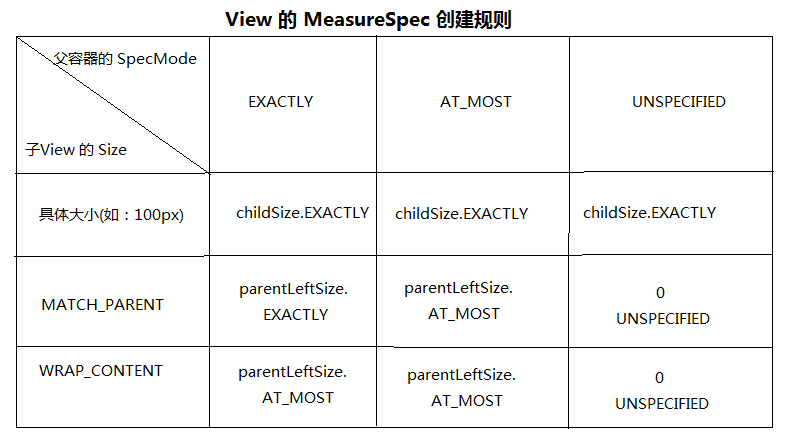 View 的 MeasureSpec 创建规则
父容器的 SpecMode
子View 的 Size
EXACTLY
AT_MOST
UNSPECIFIED
具体大小(如：100px)
childSize.EXACTLY
childSize.EXACTLY
childSize.EXACTLY
MATCH_PARENT
parentLeftSize.
EXACTLY
parentLeftSize.
AT_MOST
0
UNSPECIFIED
WRAP_CONTENT
parentLeftSize.
AT_MOST
parentLeftSize.
AT_MOST
0
UNSPECIFIED